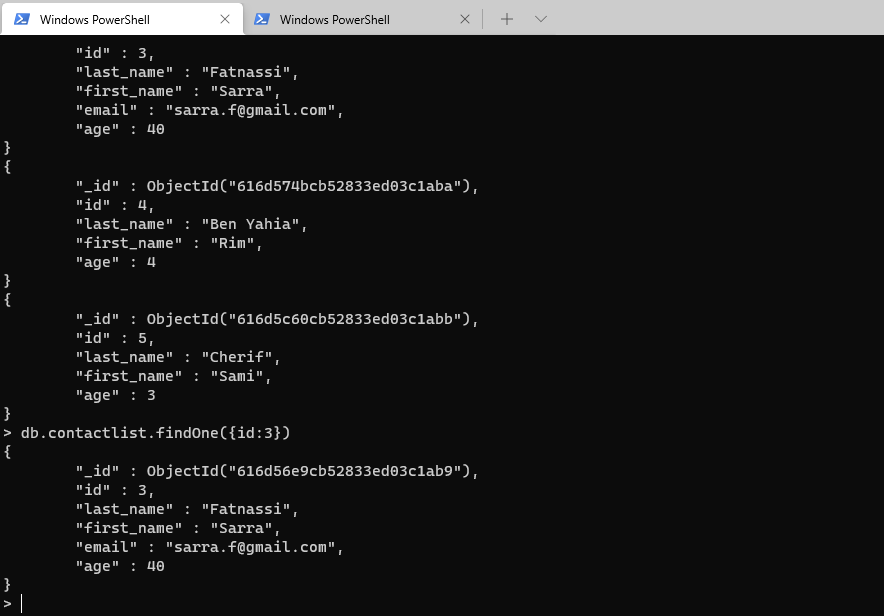 Windows PowerShell
Windows PowerShell
"id" : 3,
"last_name" : "Fatnassi",
"first_name" : "Sarra",
"email" : "sarra.f@gmail.com",
"age" : 40
}
{
"_id" : ObjectId("616d574bcb52833ed03c1aba"),
"id" : 4,
"last_name" : "Ben Yahia",
"first_name" : "Rim",
"age" : 4
}
{
"_id" : ObjectId("616d5c60cb52833ed03c1abb"),
"id" : 5,
"last_name" : "Cherif",
"first_name" : "Sami",
"age" : 3
}
> db.contactlist.findOne({id:3})
{
"_id" : ObjectId("616d56e9cb52833ed03c1ab9"),
"id" : 3,
"last_name" : "Fatnassi",
"first_name" : "Sarra",
"email" : "sarra.f@gmail.com",
"age" : 40
}
>